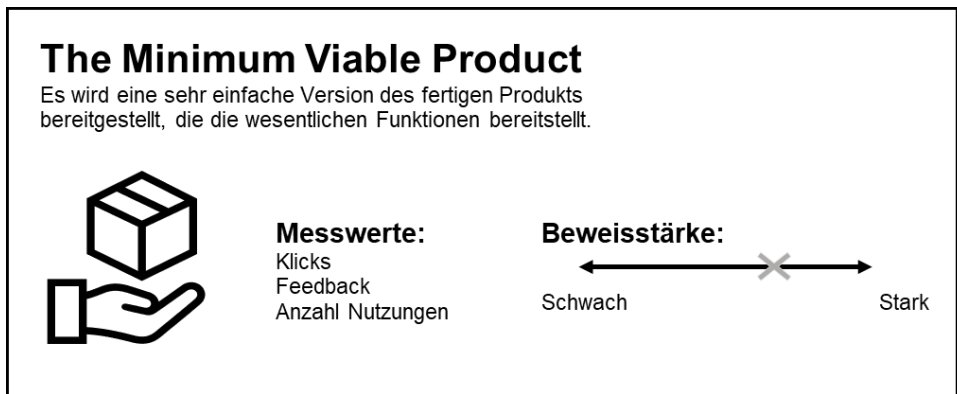 The Minimum Viable Product
Es wird eine sehr einfache Version des fertigen Produkts
bereitgestellt, die die wesentlichen Funktionen bereitstellt.
Messwerte:
Klicks
Feedback
Anzahl Nutzungen
Beweisstärke:
Schwach
Stark